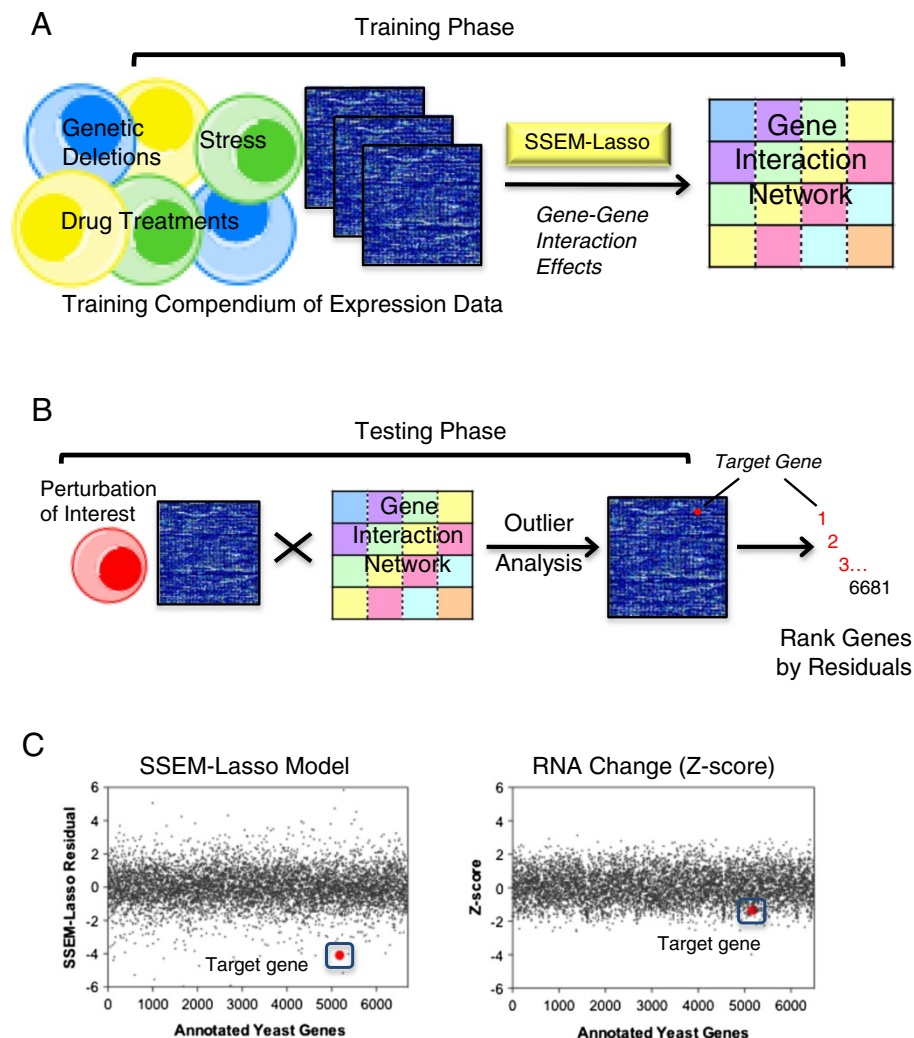 A
Training Phase
Genetic
Deletions
Stress
Drug Treatments
SSEM-Lasso
Gene-Gene
Interaction
Effects
Gene
Interaction
Network
Training Compendium of Expression Data
B
Testing Phase
Perturbation
of Interest
Gene
Interaction
Network
Outlier
Analysis
Target Gene
1
2
3...
6681
Rank Genes
by Residuals
C
SSEM-Lasso Model
SSEM-Lasso Residual
6
4
2
0
-2
-4
-6
Target gene
0 1000 2000 3000 4000 5000 6000
Annotated Yeast Genes
RNA Change (Z-score)
Z-score
6
4
2
0
-2
-4
-6
Target gene
0 1000 2000 3000 4000 5000 6000
Annotated Yeast Genes